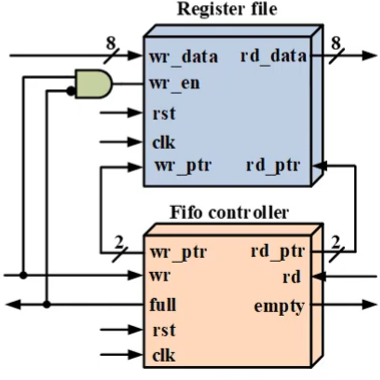 Register file
8 8
wr_data rd_data
wr_en
rst
clk
wr_ptr rd_ptr
Fifo controller
2 2
wr_ptr rd_ptr
wr rd
full empty
rst
clk